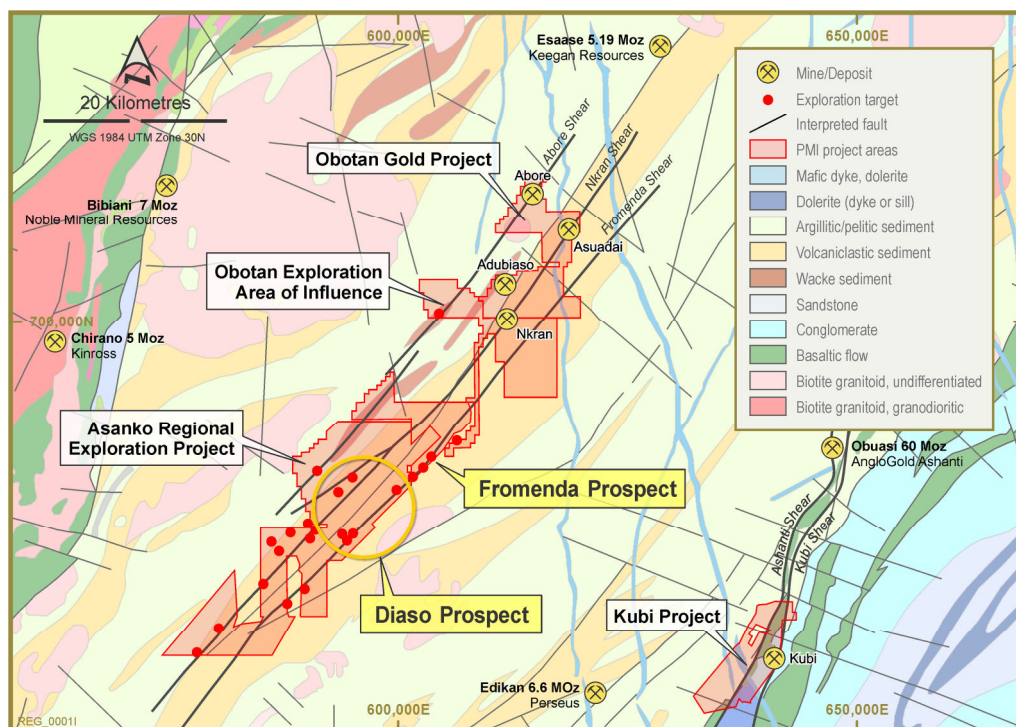 600,000E
650,000E
Esaase 5.19 Moz
Keegan Resources
20 Kilometres
WGS 1984 UTM Zone 30N
Mine/Deposit
Exploration target
Interpreted fault
PMI project areas
Mafic dyke, dolerite
Dolerite (dyke or sill)
Argillitic/pelitic sediment
Volcaniclastic sediment
Wacke sediment
Sandstone
Conglomerate
Basaltic flow
Biotite granitoid, undifferentiated
Biotite granitoid, granodioritic
Obotan Gold Project
Abore Shear
Nkran Shear
Fromenda Shear
Abore
Bibiani 7 Moz
Noble Mineral Resources
Asuadai
Obotan Exploration
Area of Influence
Adubiaso
700,000N
Nkran
Chirano 5 Moz
Kinross
Asanko Regional
Exploration Project
Obuasi 60 Moz
AngloGold Ashanti
Fromenda Prospect
Ashanti Shear
Kubi Shear
Diaso Prospect
Kubi Project
Kubi
Edikan 6.6 MOz
Perseus
REG_0001l
600,000E
650,000E